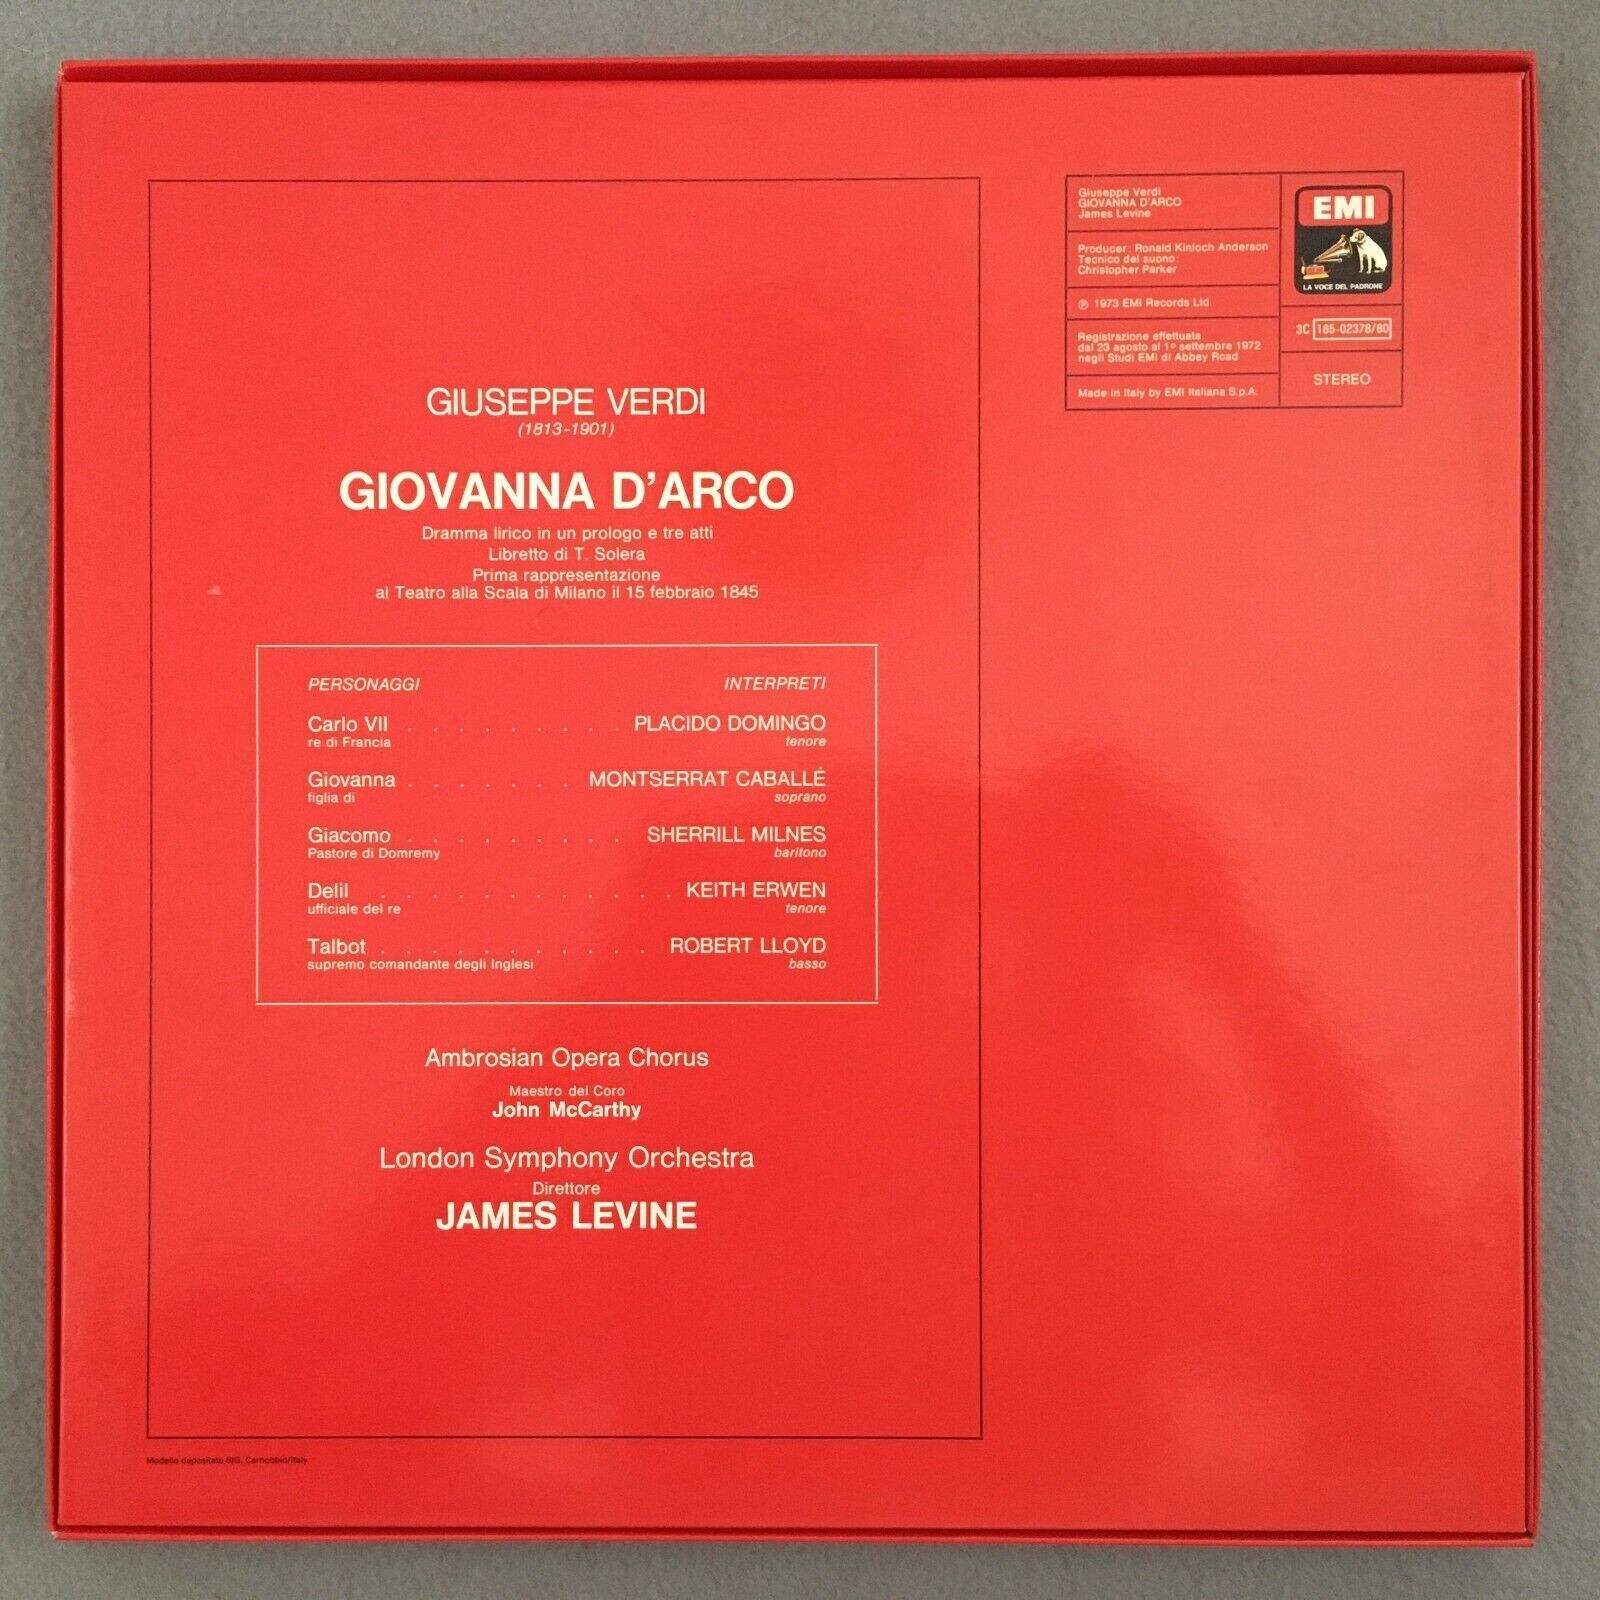 GIUSEPPE VERDI
(1813-1901)
GIOVANNA D'ARCO
Dramma lirico in un prologo e tre atti
Libretto di T. Solera
Prima rappresentazione
al Teatro alla Scala di Milano il 15 febbraio 1845
PERSONAGGI INTERPRETI
Carlo VII . . . . . . . . . PLACIDO DOMINGO
re di Francia tenore
Giovanna . . . . . . . MONTSERRAT CABALLÉ
figlia di soprano
Giacomo . . . . . . . . . SHERRILL MILNES
Pastore di Domremy baritono
Delil . . . . . . . . . . . . KEITH ERWEN
ufficiale del re tenore
Talbot . . . . . . . . . . . ROBERT LLOYD
supremo comandante degli Inglesi basso
Ambrosian Opera Chorus
Maestro del Coro
John McCarthy
London Symphony Orchestra
Direttore
JAMES LEVINE
Modello depositato BIG, Cernobbio/Italy
Giuseppe Verdi
GIOVANNA D'ARCO
James Levine
Producer: Ronald Kinloch Anderson
Tecnico del suono:
Christopher Parker
℗ 1973 EMI Records Ltd.
Registrazione effettuata
dal 23 agosto al 1º settembre 1972
negli Studi EMI di Abbey Road
Made in Italy by EMI Italiana S.p.A.
EMI
LA VOCE DEL PADRONE
3C 165-02378/80
STEREO